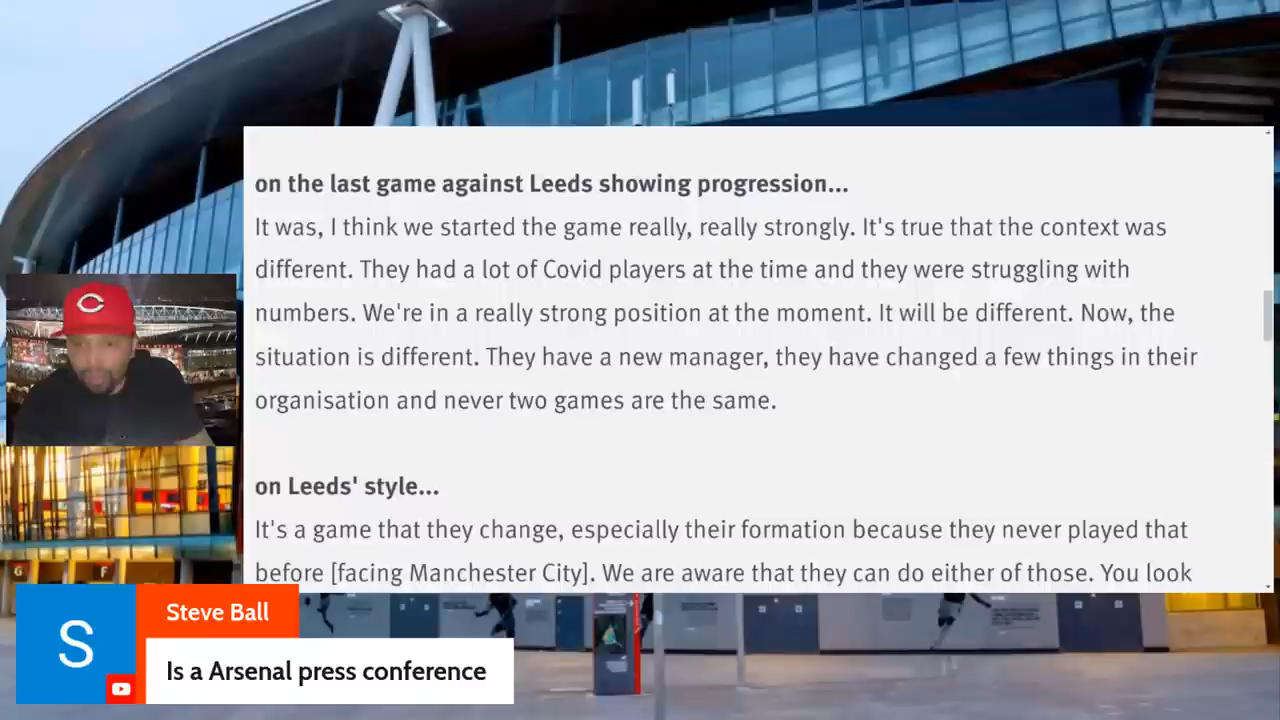 on the last game against Leeds showing progression...
It was, I think we started the game really, really strongly. It's true that the context was
different. They had a lot of Covid players at the time and they were struggling with
numbers. We're in a really strong position at the moment. It will be different. Now, the
situation is different. They have a new manager, they have changed a few things in their
organisation and never two games are the same.
on Leeds' style...
It's a game that they change, especially their formation because they never played that
before [facing Manchester City]. We are aware that they can do either of those. You look
C
G
F
S
Steve Ball
Is a Arsenal press conference